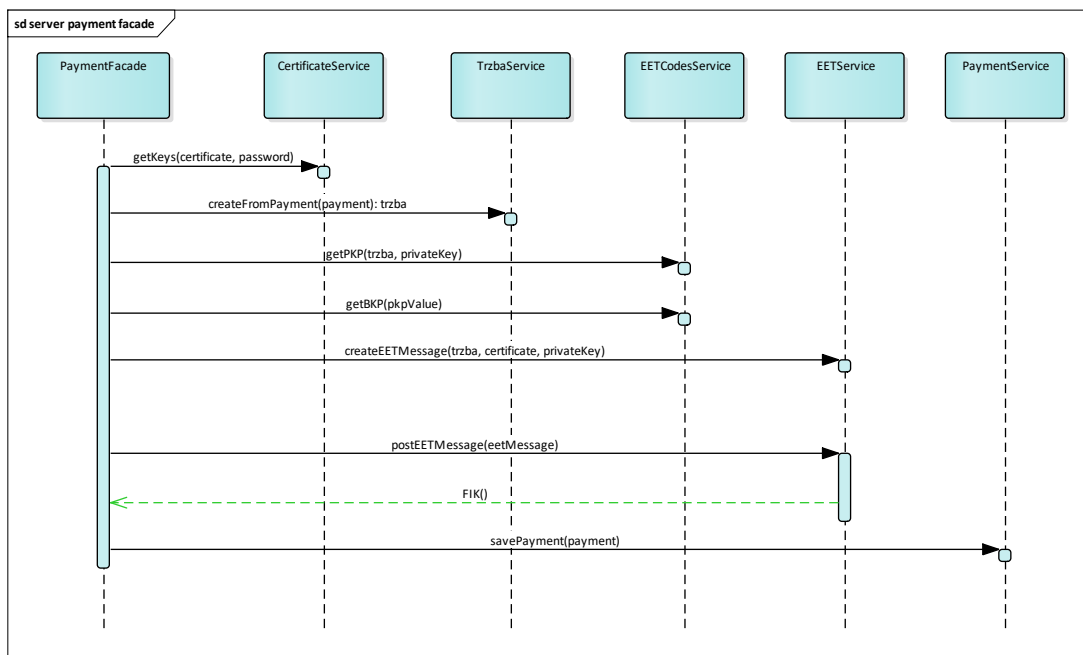 sd server payment facade
PaymentFacade
CertificateService
TrzbaService
EETCodesService
EETService
PaymentService
getKeys(certificate, password)
createFromPayment(payment): trzba
getPKP(trzba, privateKey)
getBKP(pkpValue)
createEETMessage(trzba, certificate, privateKey)
postEETMessage(eetMessage)
FIK()
savePayment(payment)